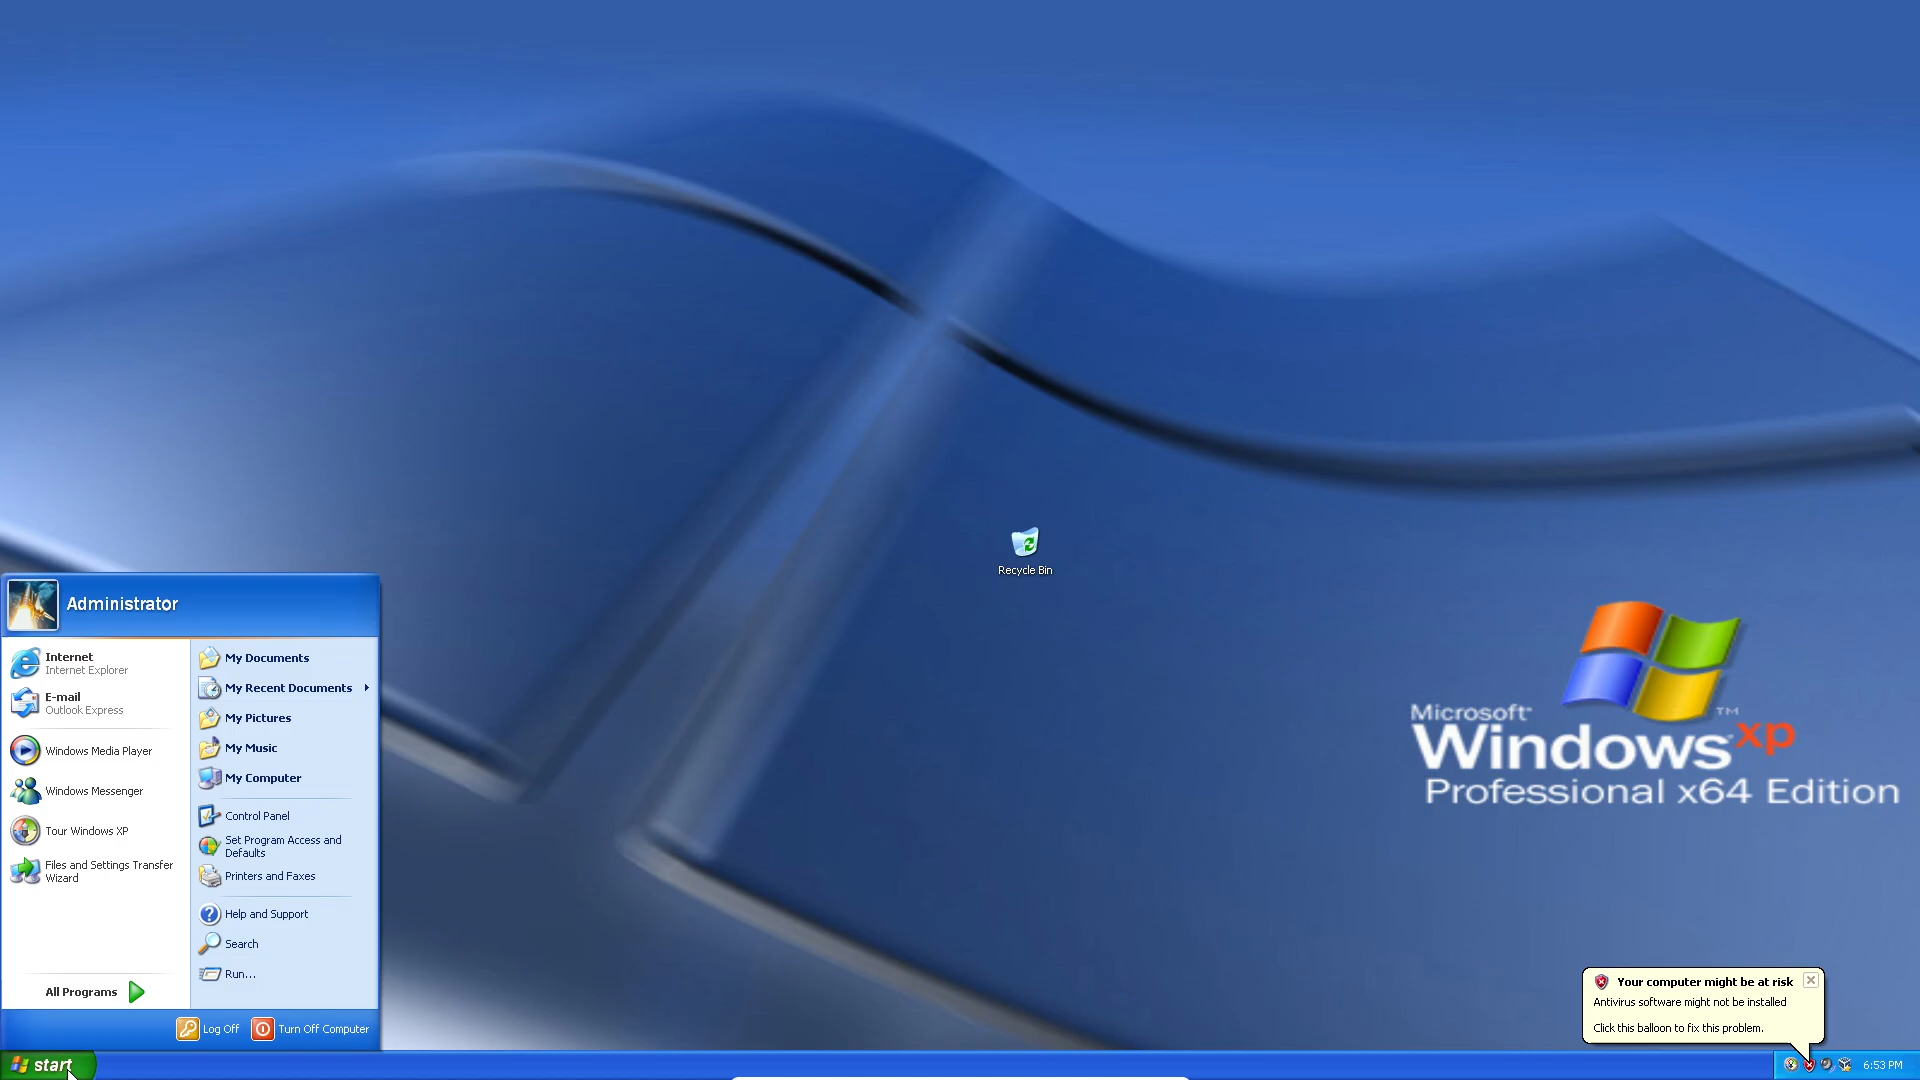 Recycle Bin
Microsoft®
Windows xp ™
Professional x64 Edition
Administrator
Internet
Internet Explorer
E-mail
Outlook Express
Windows Media Player
Windows Messenger
Tour Windows XP
Files and Settings Transfer
Wizard
All Programs
My Documents
My Recent Documents
My Pictures
My Music
My Computer
Control Panel
Set Program Access and
Defaults
Printers and Faxes
Help and Support
Search
Run...
Log Off
Turn Off Computer
Your computer might be at risk
Antivirus software might not be installed
Click this balloon to fix this problem.
start
6:53 PM